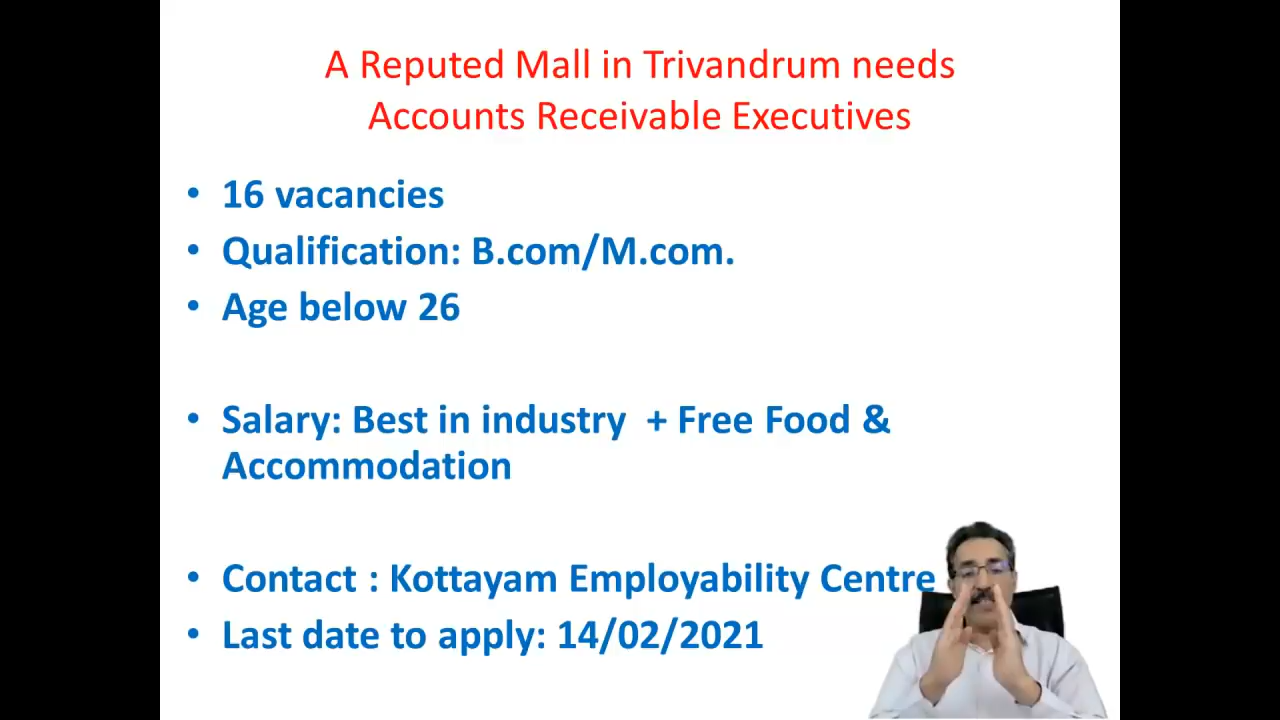 A Reputed Mall in Trivandrum needs
Accounts Receivable Executives
• 16 vacancies
• Qualification: B.com/M.com.
• Age below 26
• Salary: Best in industry + Free Food &
Accommodation
• Contact : Kottayam Employability Centre
• Last date to apply: 14/02/2021